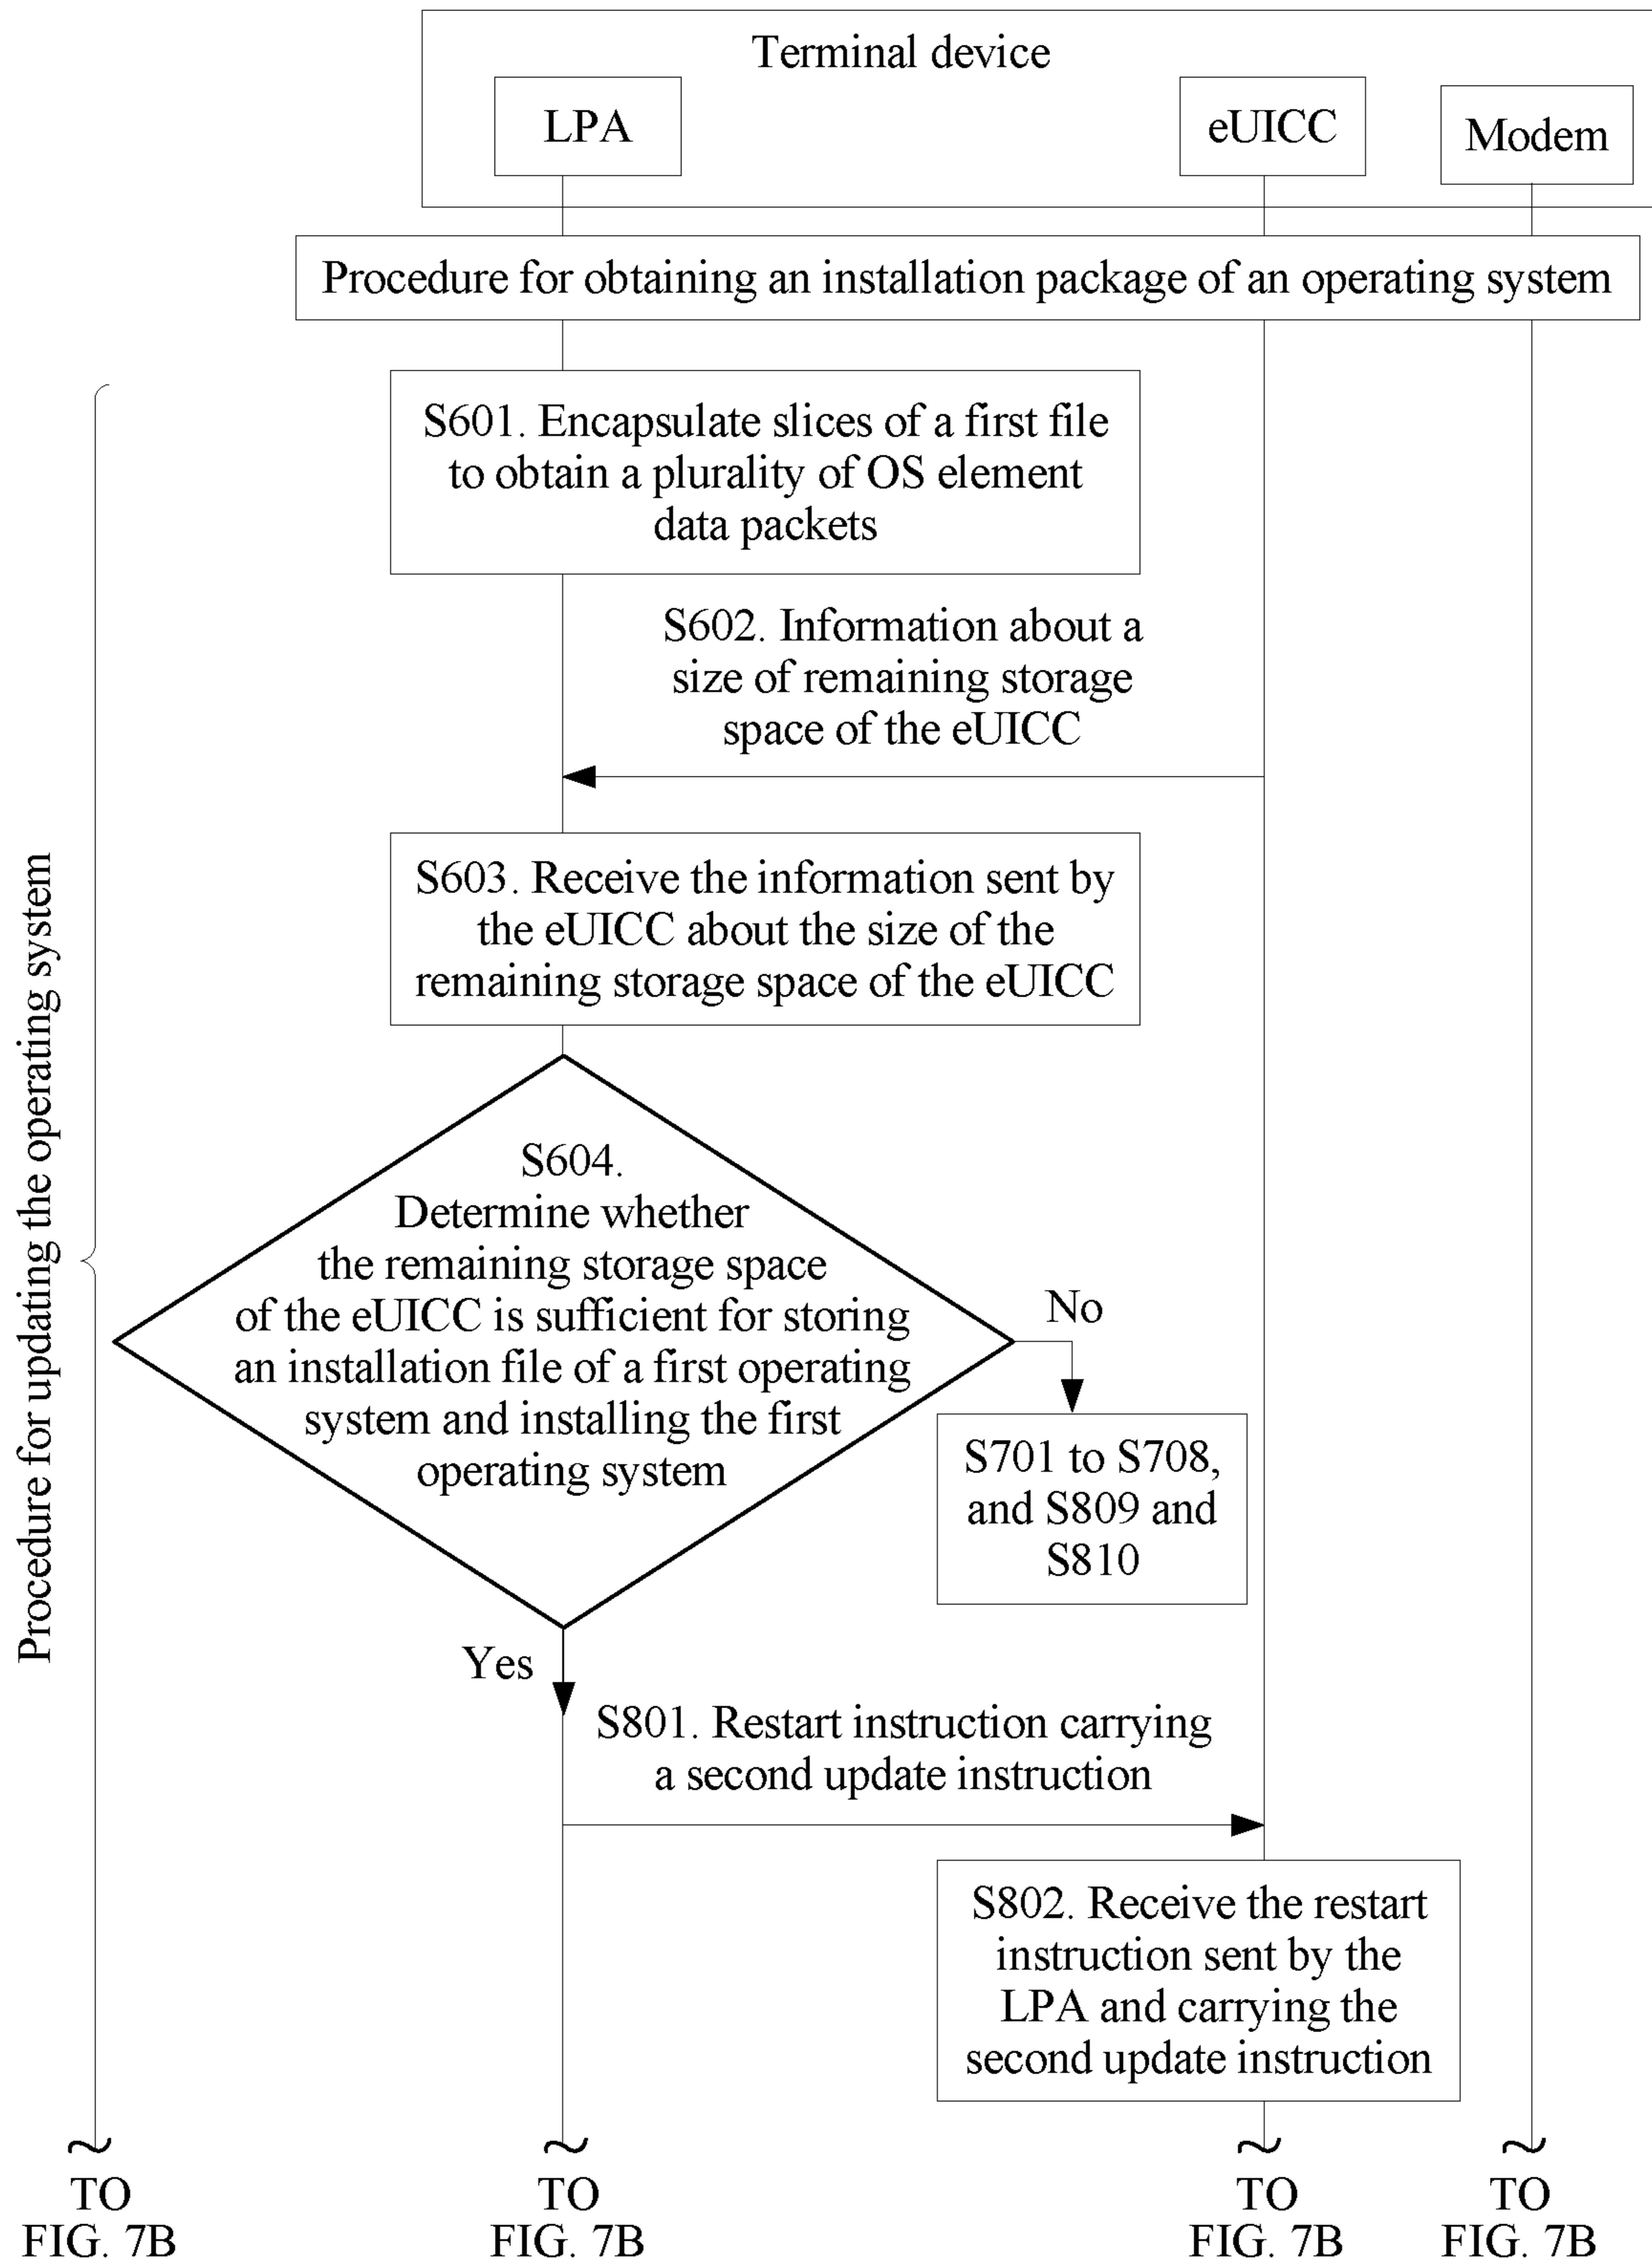 Terminal device
LPA
eUICC
Modem
Procedure for obtaining an installation package of an operating system
Procedure for updating the operating system
S601. Encapsulate slices of a first file
to obtain a plurality of OS element
data packets
S602. Information about a
size of remaining storage
space of the eUICC
S603. Receive the information sent by
the eUICC about the size of the
remaining storage space of the eUICC
S604.
Determine whether
the remaining storage space
of the eUICC is sufficient for storing
an installation file of a first operating
system and installing the first
operating system
No
S701 to S708,
and S809 and
S810
Yes
S801. Restart instruction carrying
a second update instruction
S802. Receive the restart
instruction sent by the
LPA and carrying the
second update instruction
TO
FIG. 7B
TO
FIG. 7B
TO
FIG. 7B
TO
FIG. 7B